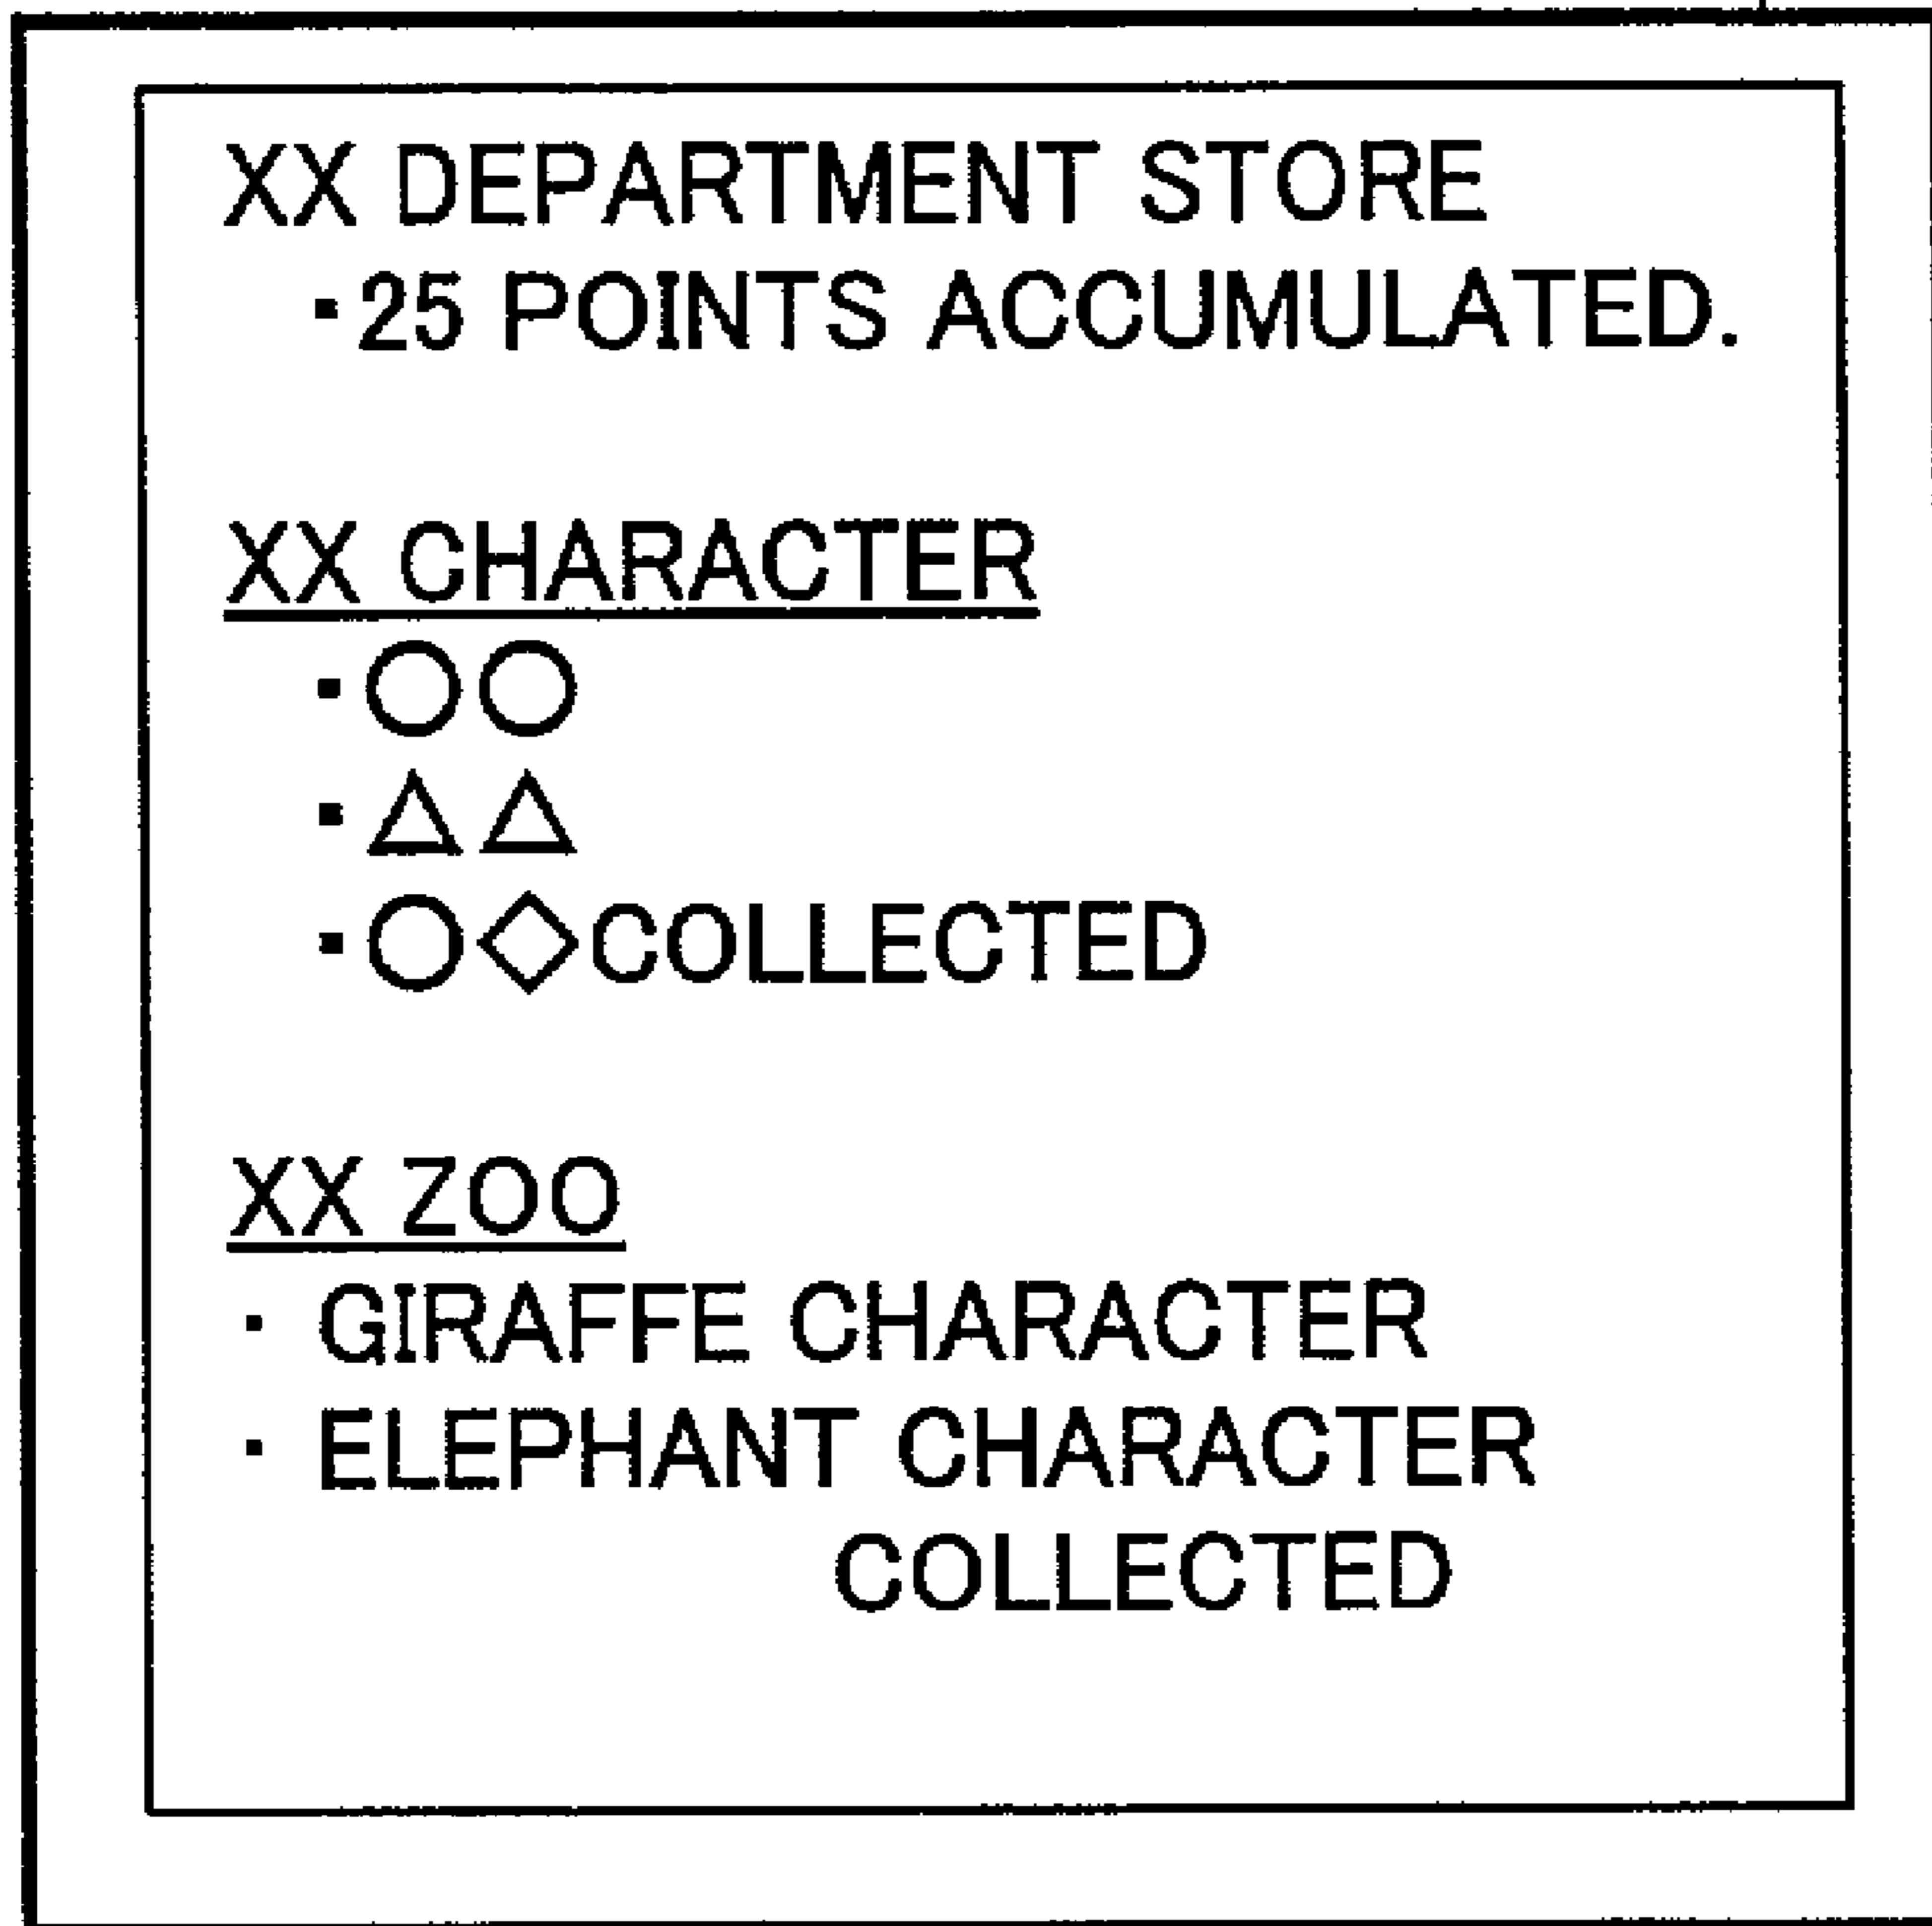 XX DEPARTMENT STORE
・25 POINTS ACCUMULATED.
XX CHARACTER
・○○
・△△
・○◇COLLECTED
XX ZOO
・ GIRAFFE CHARACTER
・ ELEPHANT CHARACTER
COLLECTED